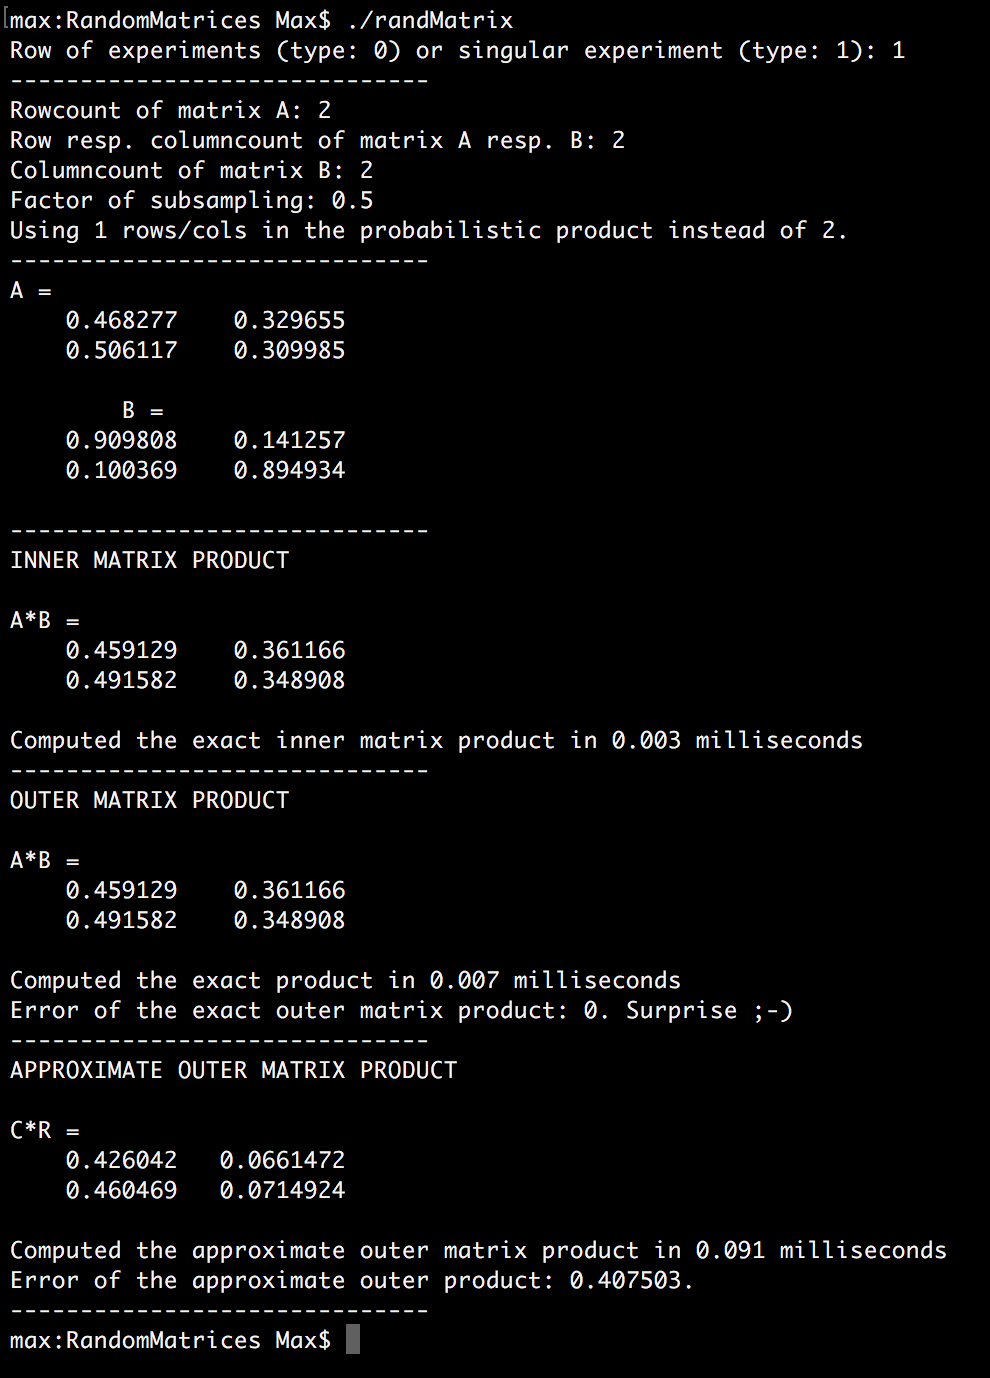 max:RandomMatrices Max$ ./randMatrix
Row of experiments (type: 0) or singular experiment (type: 1): 1
------------------------------
Rowcount of matrix A: 2
Row resp. columncount of matrix A resp. B: 2
Columncount of matrix B: 2
Factor of subsampling: 0.5
Using 1 rows/cols in the probabilistic product instead of 2.
------------------------------
A =
    0.468277    0.329655
    0.506117    0.309985
        B =
    0.909808    0.141257
    0.100369    0.894934
------------------------------
INNER MATRIX PRODUCT
A*B =
    0.459129    0.361166
    0.491582    0.348908
Computed the exact inner matrix product in 0.003 milliseconds
------------------------------
OUTER MATRIX PRODUCT
A*B =
    0.459129    0.361166
    0.491582    0.348908
Computed the exact product in 0.007 milliseconds
Error of the exact outer matrix product: 0. Surprise ;-)
------------------------------
APPROXIMATE OUTER MATRIX PRODUCT
C*R =
    0.426042   0.0661472
    0.460469   0.0714924
Computed the approximate outer matrix product in 0.091 milliseconds
Error of the approximate outer product: 0.407503.
------------------------------
max:RandomMatrices Max$